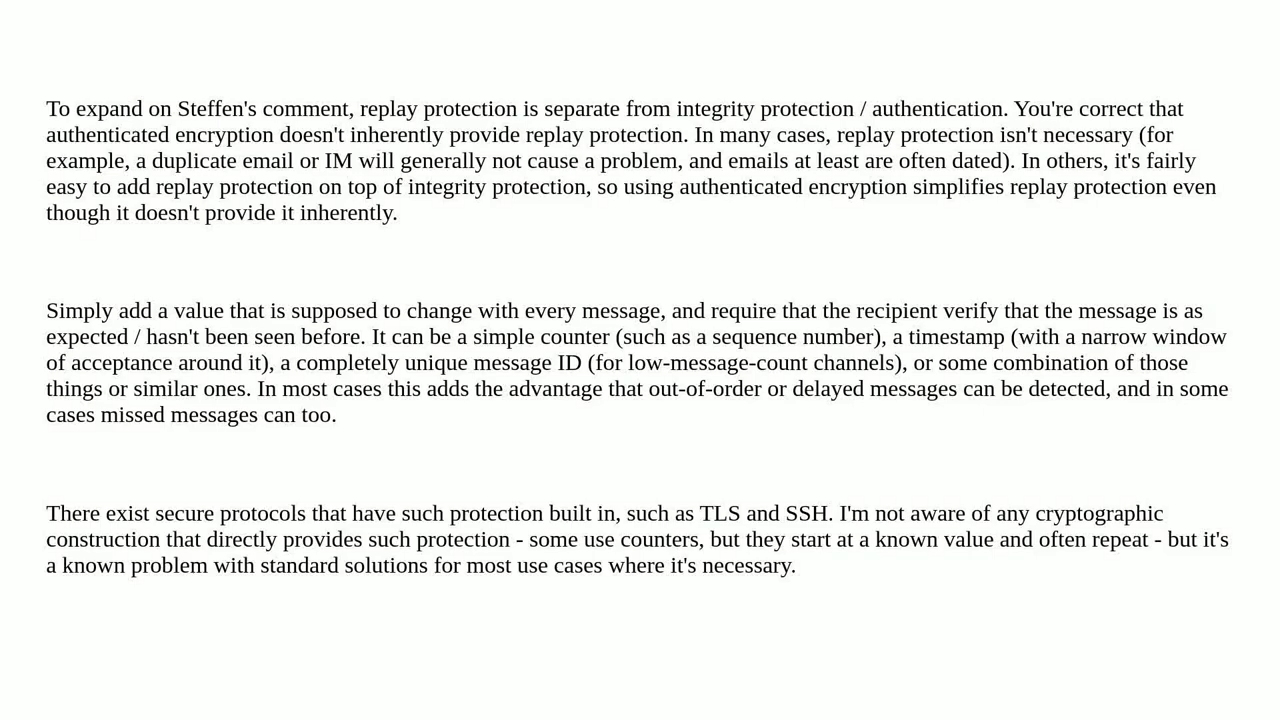 To expand on Steffen's comment, replay protection is separate from integrity protection / authentication. You're correct that
authenticated encryption doesn't inherently provide replay protection. In many cases, replay protection isn't necessary (for
example, a duplicate email or IM will generally not cause a problem, and emails at least are often dated). In others, it's fairly
easy to add replay protection on top of integrity protection, so using authenticated encryption simplifies replay protection even
though it doesn't provide it inherently.
Simply add a value that is supposed to change with every message, and require that the recipient verify that the message is as
expected / hasn't been seen before. It can be a simple counter (such as a sequence number), a timestamp (with a narrow window
of acceptance around it), a completely unique message ID (for low-message-count channels), or some combination of those
things or similar ones. In most cases this adds the advantage that out-of-order or delayed messages can be detected, and in some
cases missed messages can too.
There exist secure protocols that have such protection built in, such as TLS and SSH. I'm not aware of any cryptographic
construction that directly provides such protection - some use counters, but they start at a known value and often repeat - but it's
a known problem with standard solutions for most use cases where it's necessary.